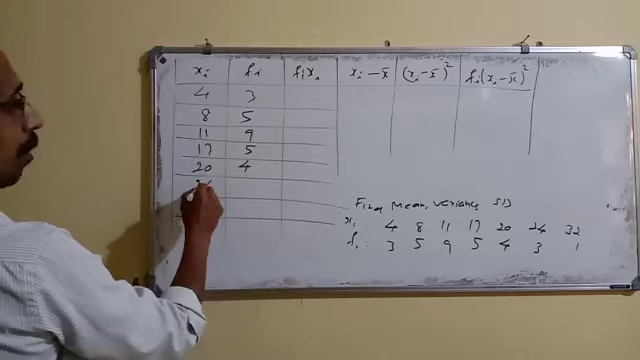 xᵢ fᵢ fᵢxᵢ xᵢ-x̄ (xᵢ-x̄)² fᵢ(xᵢ-x̄)²
4 3
8 5
11 9
17 5
20 4
Find Mean, variance SD
xᵢ: 4 8 11 17 20 24 32
fᵢ: 3 5 9 5 4 3 1